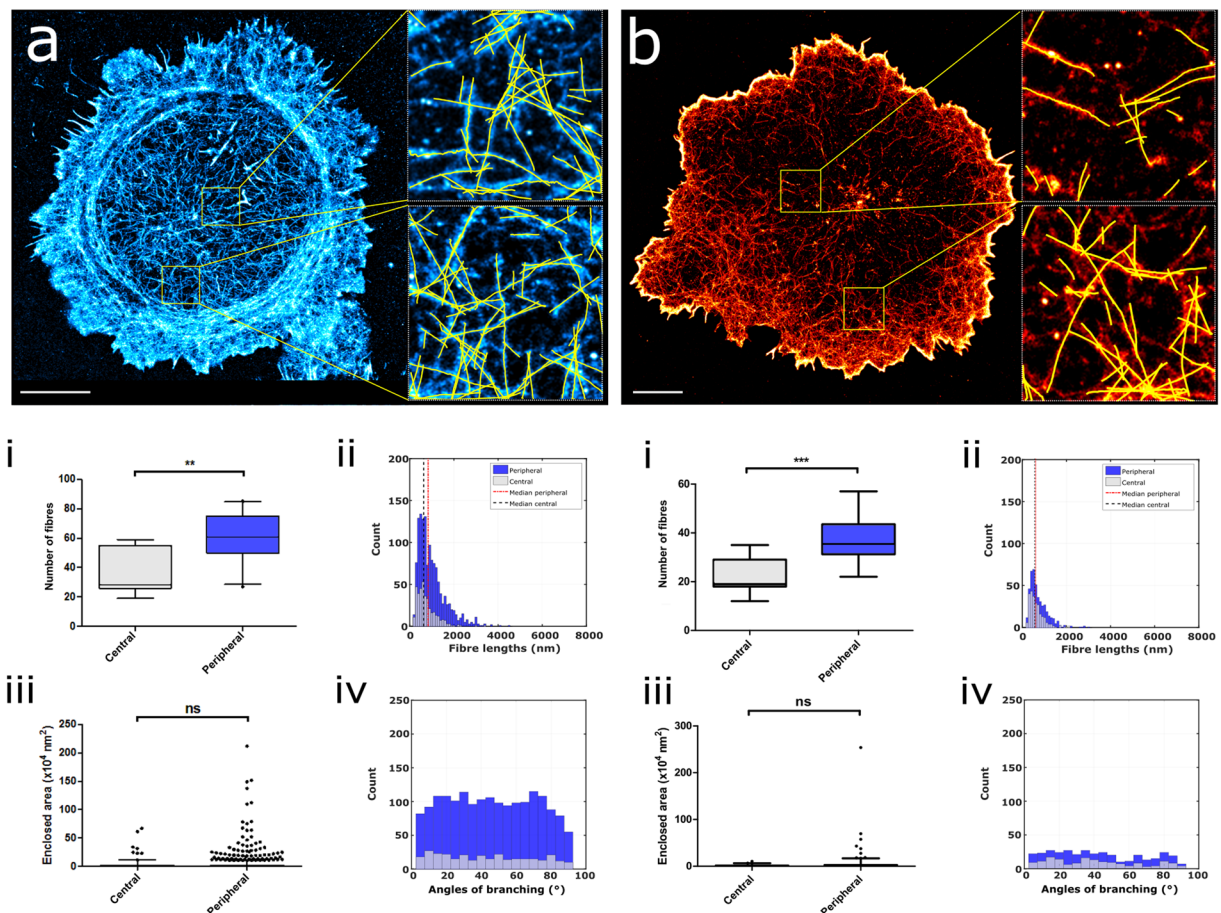 a
b
i
**
Number of fibres
100
80
60
40
20
0
Central
Peripheral
ii
200
150
100
50
0
Count
Peripheral
Central
Median peripheral
Median central
0
2000
4000
6000
8000
Fibre lengths (nm)
i
***
Number of fibres
60
40
20
0
Central
Peripheral
ii
200
150
100
50
0
Count
Peripheral
Central
Median peripheral
Median central
0
2000
4000
6000
8000
Fibre lengths (nm)
iii
ns
Enclosed area (x10⁴ nm²)
250
200
150
100
50
0
Central
Peripheral
iv
250
200
150
100
50
0
Count
0
20
40
60
80
100
Angles of branching (°)
iii
ns
Enclosed area (x10⁴ nm²)
300
200
100
0
Central
Peripheral
iv
250
200
150
100
50
0
Count
0
20
40
60
80
100
Angles of branching (°)